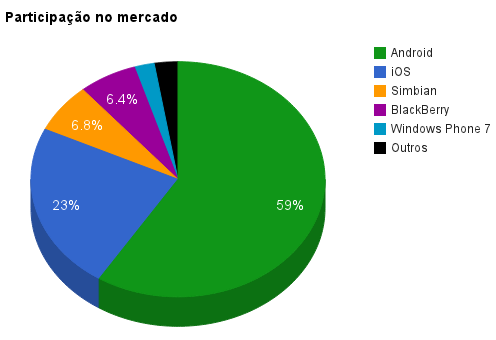 Participação no mercado
Android
iOS
Simbian
BlackBerry
Windows Phone 7
Outros
6.4%
6.8%
23%
59%